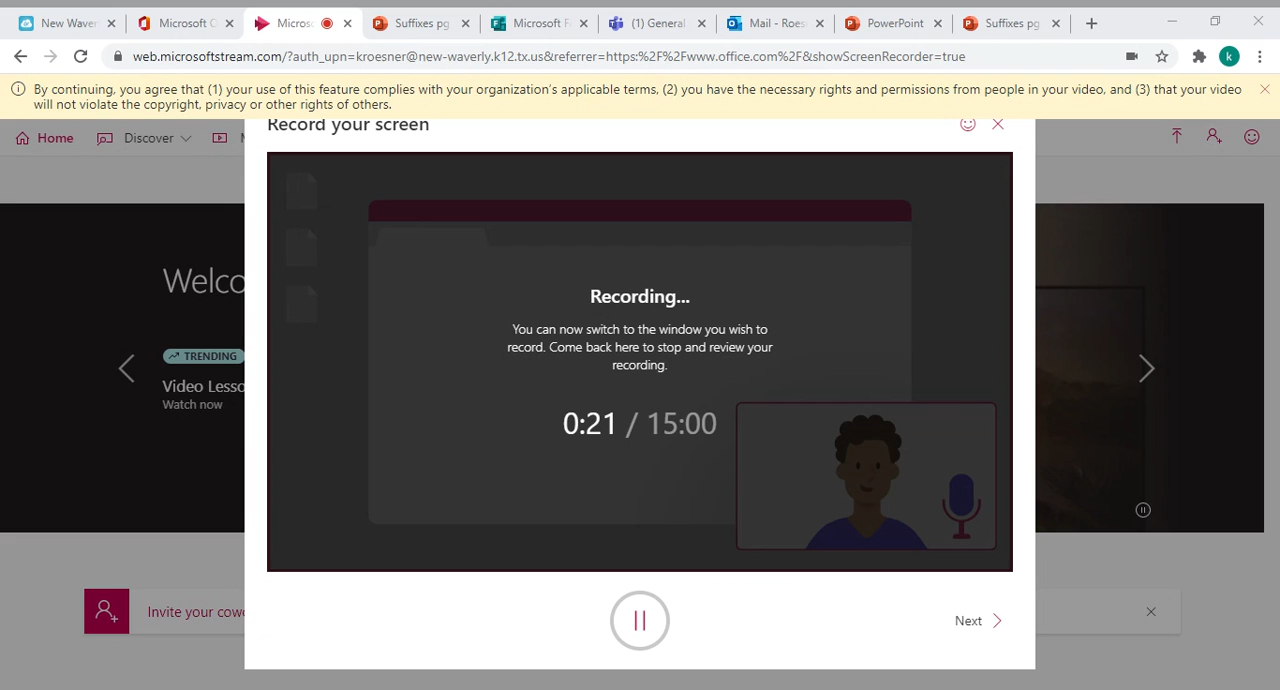 New Waver
Microsoft O
Micros
Suffixes pg
Microsoft F
(1) General
Mail - Roes
PowerPoint
Suffixes pg
web.microsoftstream.com/?auth_upn=kroesner@new-waverly.k12.tx.us&referrer=https:%2F%2Fwww.office.com%2F&showScreenRecorder=true
k
By continuing, you agree that (1) your use of this feature complies with your organization's applicable terms, (2) you have the necessary rights and permissions from people in your video, and (3) that your video
will not violate the copyright, privacy or other rights of others.
Record your screen
Home
Discover
Welco
TRENDING
Video Lesso
Watch now
Recording...
You can now switch to the window you wish to
record. Come back here to stop and review your
recording.
0:21 / 15:00
Invite your cow
Next